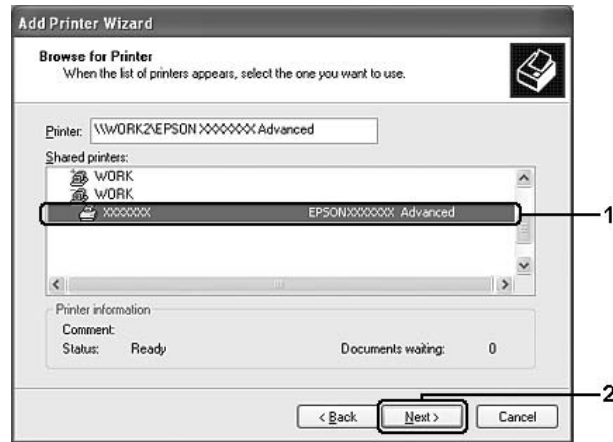 Add Printer Wizard
Browse for Printer
When the list of printers appears, select the one you want to use.
Printer: \\WORK2\EPSON XXXXXXX Advanced
Shared printers:
WORK
WORK
XXXXXXX EPSONXXXXXXX Advanced
1
Printer information
Comment:
Status: Ready Documents waiting: 0
2
< Back Next > Cancel